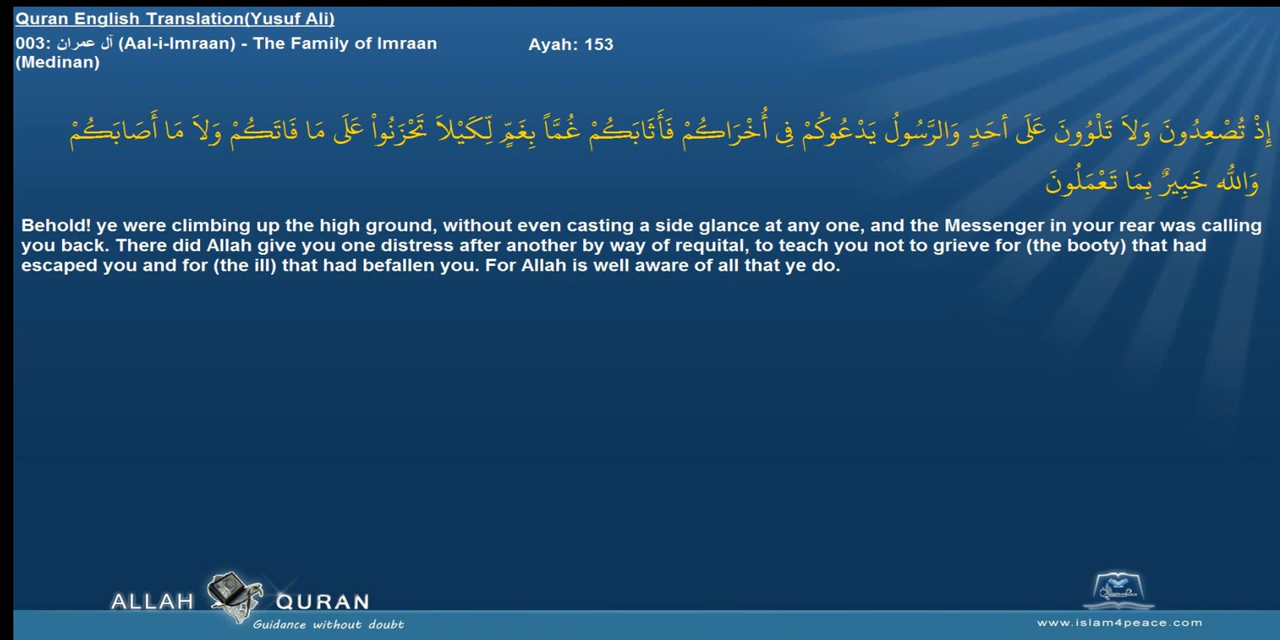 Quran English Translation(Yusuf Ali)
003: آل عمران (Aal-i-Imraan) - The Family of Imraan
(Medinan)
Ayah: 153
إِذْ تُصْعِدُونَ وَلاَ تَلْوُونَ عَلَى أحَدٍ وَالرَّسُولُ يَدْعُوكُمْ فِي أُخْرَاكُمْ فَأَثَابَكُمْ غُمَّاً بِغَمٍّ لِّكَيْلاَ تَحْزَنُواْ عَلَى مَا فَاتَكُمْ وَلاَ مَا أَصَابَكُمْ
وَاللّهُ خَبِيرٌ بِمَا تَعْمَلُونَ
Behold! ye were climbing up the high ground, without even casting a side glance at any one, and the Messenger in your rear was calling
you back. There did Allah give you one distress after another by way of requital, to teach you not to grieve for (the booty) that had
escaped you and for (the ill) that had befallen you. For Allah is well aware of all that ye do.
ALLAH QURAN
Guidance without doubt
www.islam4peace.com